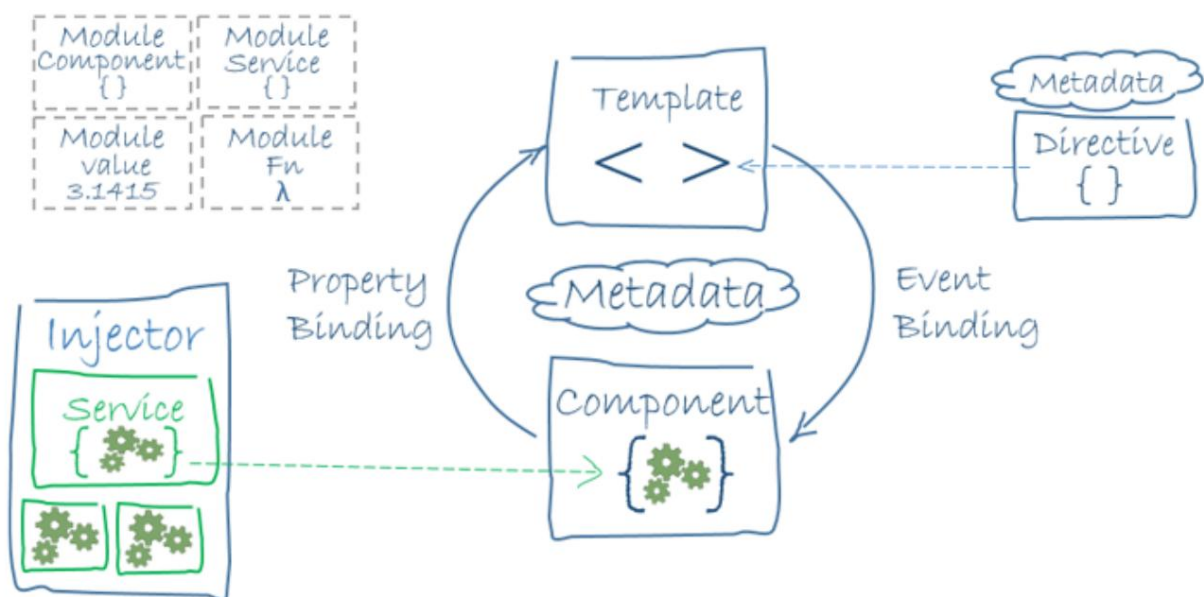 Module
Component
{ }
Module
Service
{ }
Module
value
3.1415
Module
Fn
λ
Template
< >
Metadata
Directive
{ }
Property
Binding
Metadata
Event
Binding
Injector
Service
{ }
Component
{ }